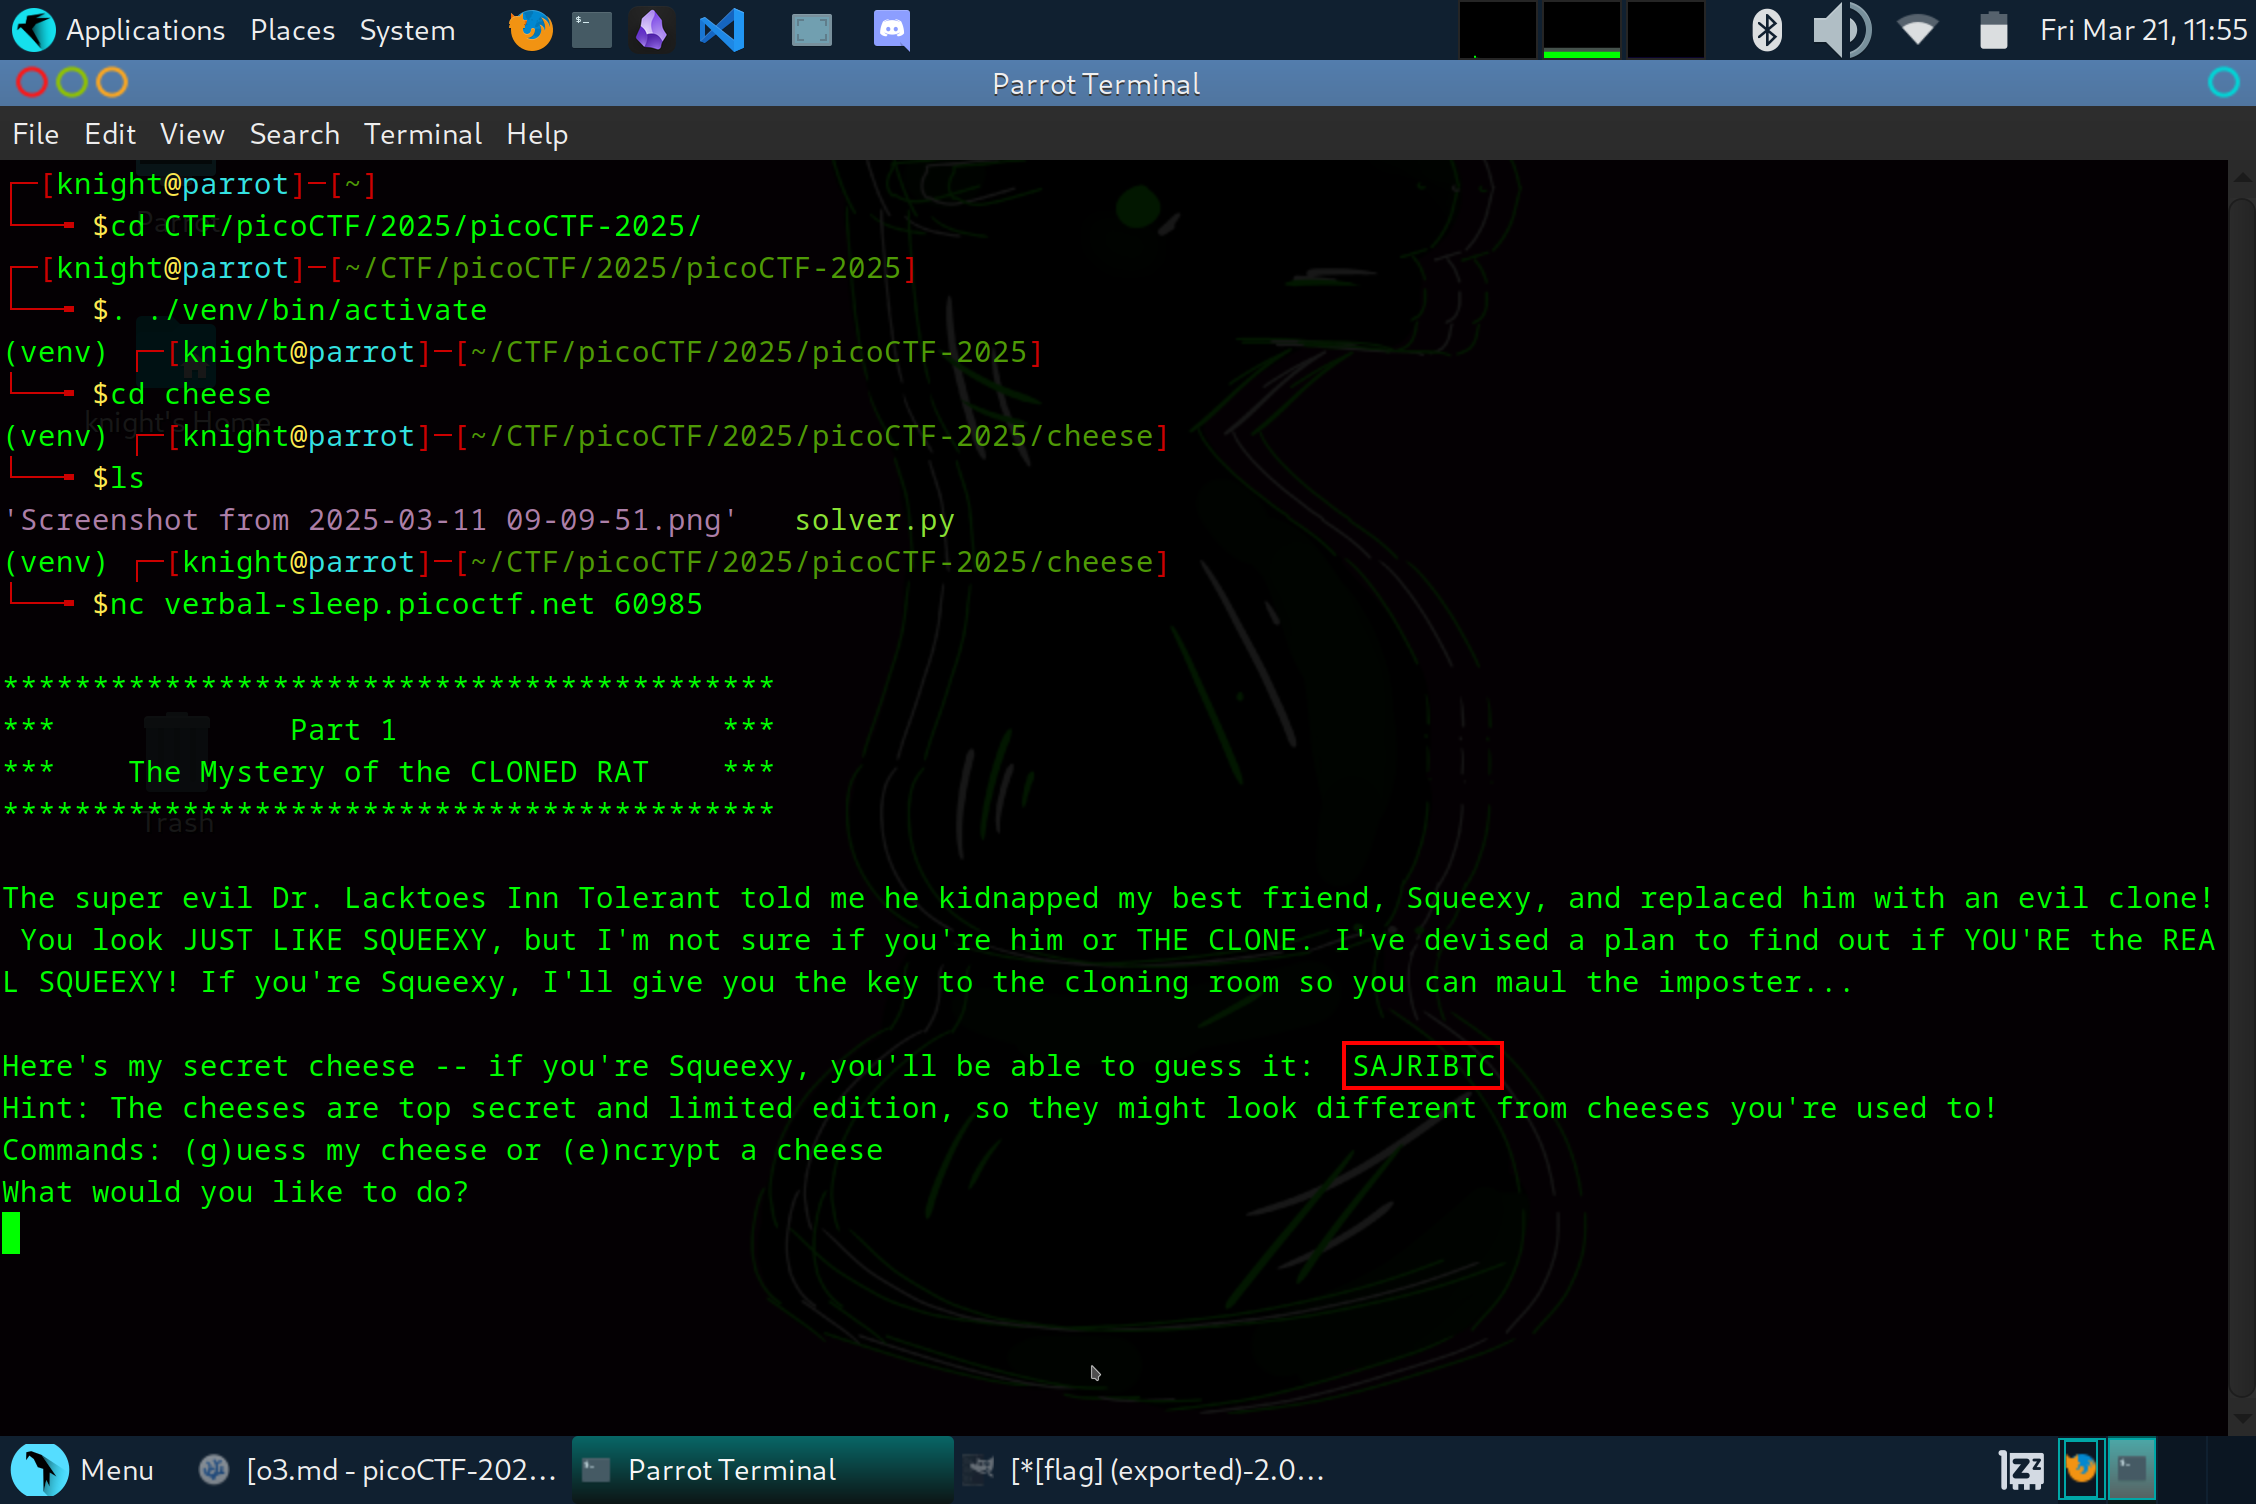 Applications Places System
Fri Mar 21, 11:55
Parrot Terminal
File Edit View Search Terminal Help
┌─[knight@parrot]─[~]
└──╼ $cd CTF/picoCTF/2025/picoCTF-2025/
Parrot
┌─[knight@parrot]─[~/CTF/picoCTF/2025/picoCTF-2025]
└──╼ $. ./venv/bin/activate
(venv) ┌─[knight@parrot]─[~/CTF/picoCTF/2025/picoCTF-2025]
└──╼ $cd cheese
knight's Home
(venv) ┌─[knight@parrot]─[~/CTF/picoCTF/2025/picoCTF-2025/cheese]
└──╼ $ls
'Screenshot from 2025-03-11 09-09-51.png'   solver.py
(venv) ┌─[knight@parrot]─[~/CTF/picoCTF/2025/picoCTF-2025/cheese]
└──╼ $nc verbal-sleep.picoctf.net 60985
*******************************************
***             Part 1                  ***
***    The Mystery of the CLONED RAT    ***
*******************************************
Trash
The super evil Dr. Lacktoes Inn Tolerant told me he kidnapped my best friend, Squeexy, and replaced him with an evil clone!
You look JUST LIKE SQUEEXY, but I'm not sure if you're him or THE CLONE. I've devised a plan to find out if YOU'RE the REA
L SQUEEXY! If you're Squeexy, I'll give you the key to the cloning room so you can maul the imposter...
Here's my secret cheese -- if you're Squeexy, you'll be able to guess it:  SAJRIBTC
Hint: The cheeses are top secret and limited edition, so they might look different from cheeses you're used to!
Commands: (g)uess my cheese or (e)ncrypt a cheese
What would you like to do?
Menu
[o3.md - picoCTF-202...
Parrot Terminal
[*[flag] (exported)-2.0...